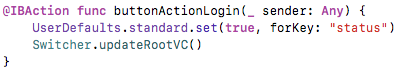 @IBAction func buttonActionLogin(_ sender: Any) {
    UserDefaults.standard.set(true, forKey: "status")
    Switcher.updateRootVC()
}